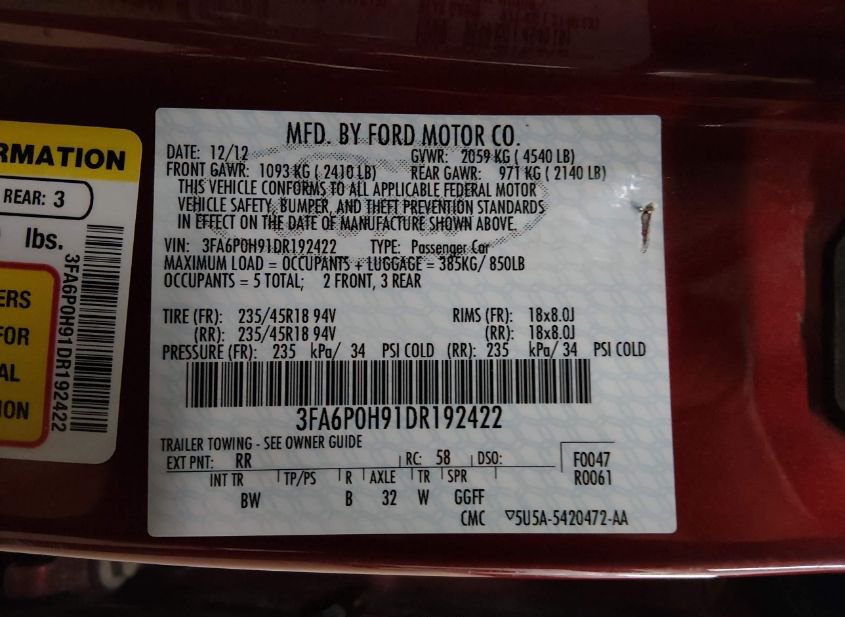 RMATION
REAR: 3
lbs.
3FA6P0H91DR192422
ERS
FOR
AL
ION
MFD. BY FORD MOTOR CO.
DATE: 12/12 GVWR: 2059 KG ( 4540 LB)
FRONT GAWR: 1093 KG ( 2410 LB) REAR GAWR: 971 KG ( 2140 LB)
THIS VEHICLE CONFORMS TO ALL APPLICABLE FEDERAL MOTOR
VEHICLE SAFETY, BUMPER, AND THEFT PREVENTION STANDARDS
IN EFFECT ON THE DATE OF MANUFACTURE SHOWN ABOVE.
VIN: 3FA6P0H91DR192422 TYPE: Passenger Car
MAXIMUM LOAD = OCCUPANTS + LUGGAGE = 385KG/ 850LB
OCCUPANTS = 5 TOTAL; 2 FRONT, 3 REAR
TIRE (FR): 235/45R18 94V RIMS (FR): 18x8.0J
(RR): 235/45R18 94V (RR): 18x8.0J
PRESSURE (FR): 235 kPa/ 34 PSI COLD (RR): 235 kPa/ 34 PSI COLD
3FA6P0H91DR192422
TRAILER TOWING - SEE OWNER GUIDE
EXT PNT: RR RC: 58 DSO: F0047
INT TR TP/PS R AXLE TR SPR R0061
BW B 32 W GGFF
CMC ▽5U5A-5420472-AA